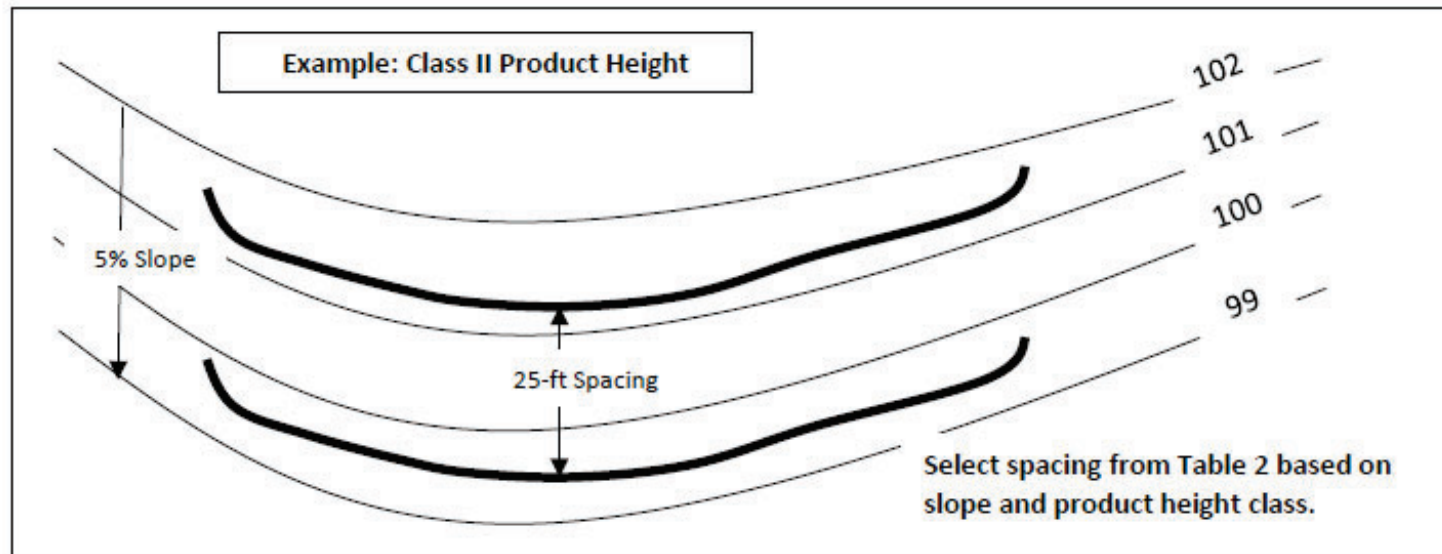 Example: Class II Product Height
102
101
100
99
5% Slope
25-ft Spacing
Select spacing from Table 2 based on
slope and product height class.